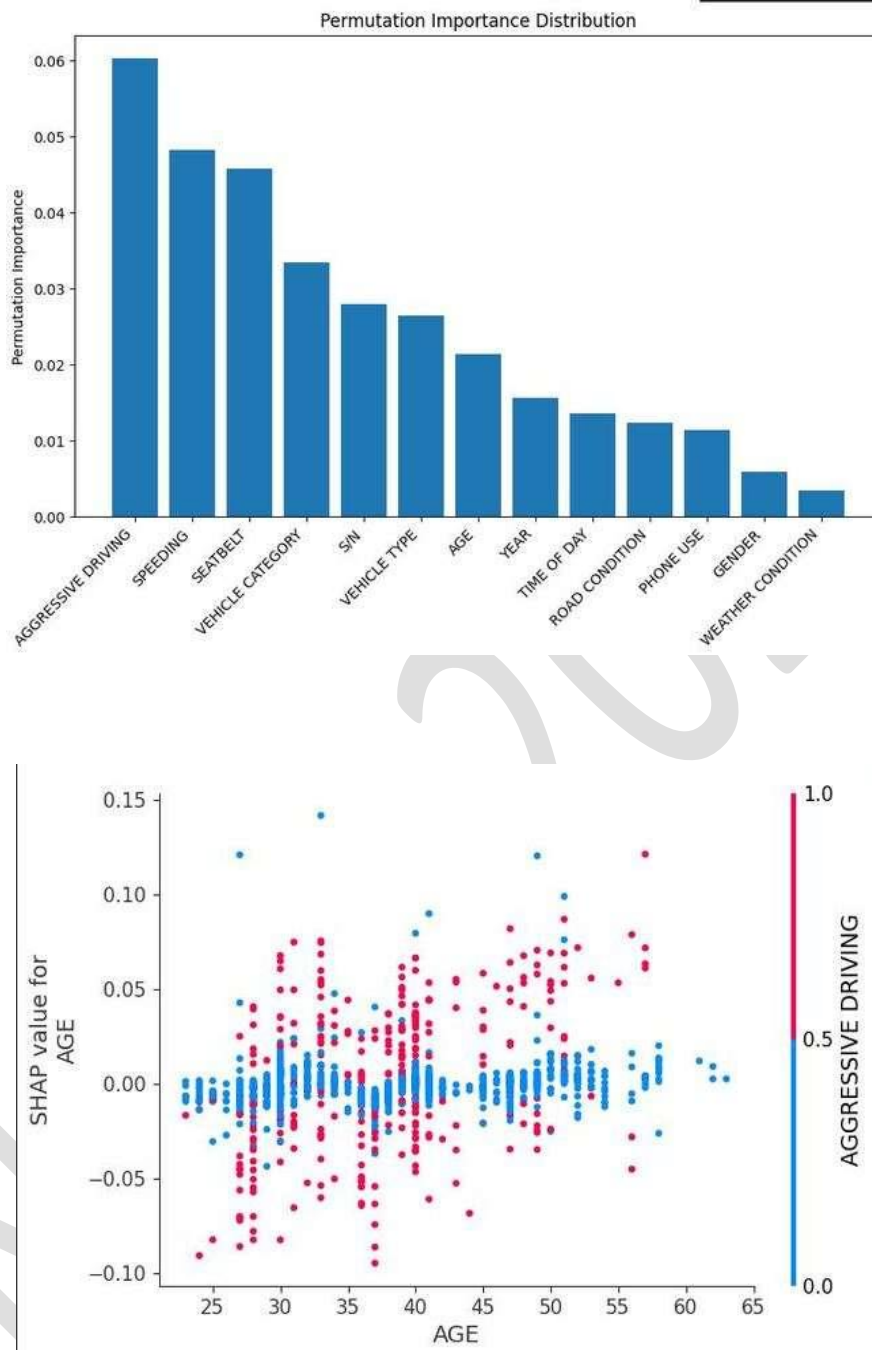 Permutation Importance Distribution
Permutation Importance
0.06
0.05
0.04
0.03
0.02
0.01
0.00
AGGRESSIVE DRIVING
SPEEDING
SEATBELT
VEHICLE CATEGORY
S/N
VEHICLE TYPE
AGE
YEAR
TIME OF DAY
ROAD CONDITION
PHONE USE
GENDER
WEATHER CONDITION
SHAP value for
AGE
0.15
0.10
0.05
0.00
−0.05
−0.10
25 30 35 40 45 50 55 60 65
AGE
1.0
0.5
0.0
AGGRESSIVE DRIVING